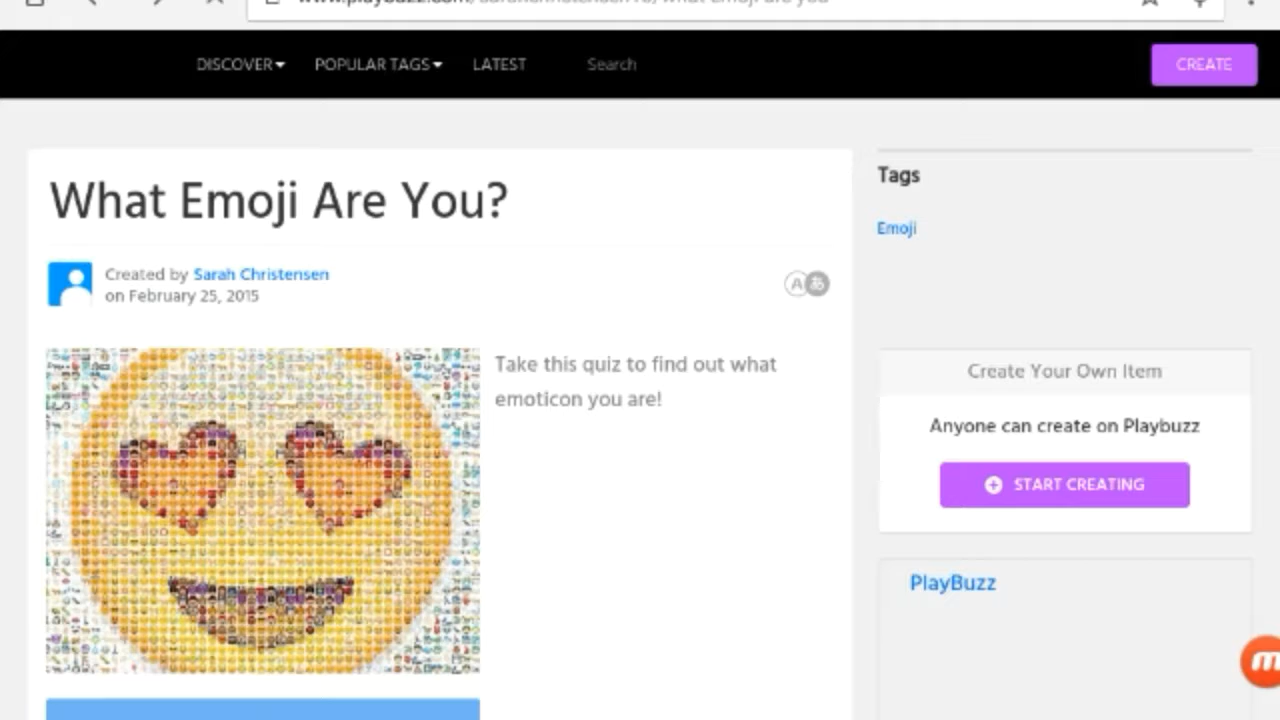 DISCOVER
POPULAR TAGS
LATEST
Search
CREATE
What Emoji Are You?
Created by Sarah Christensen
on February 25, 2015
A あ
Take this quiz to find out what
emoticon you are!
Tags
Emoji
Create Your Own Item
Anyone can create on Playbuzz
START CREATING
PlayBuzz
m